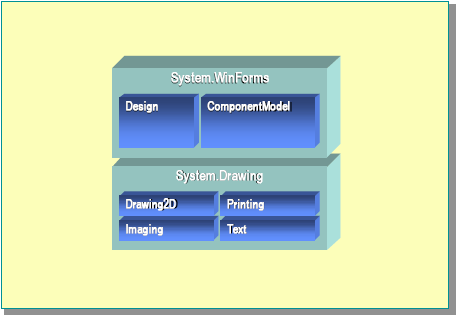 System.WinForms
Design ComponentModel
System.Drawing
Drawing2D Printing
Imaging Text